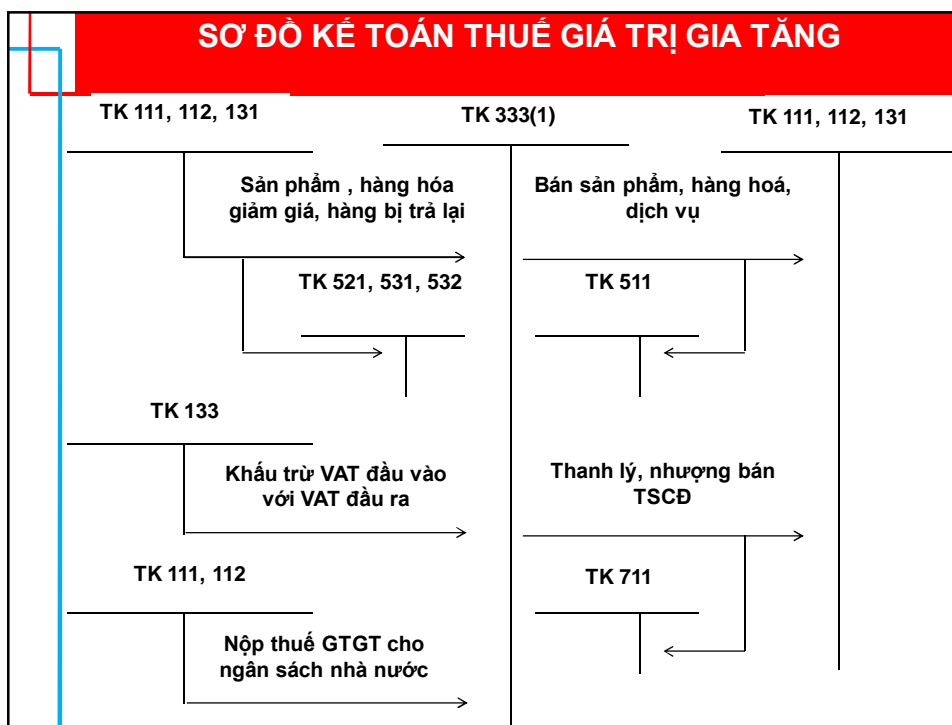 SƠ ĐỒ KẾ TOÁN THUẾ GIÁ TRỊ GIA TĂNG
TK 111, 112, 131
TK 333(1)
TK 111, 112, 131
Sản phẩm , hàng hóa
giảm giá, hàng bị trả lại
Bán sản phẩm, hàng hoá,
dịch vụ
TK 521, 531, 532
TK 511
TK 133
Khấu trừ VAT đầu vào
với VAT đầu ra
Thanh lý, nhượng bán
TSCĐ
TK 111, 112
TK 711
Nộp thuế GTGT cho
ngân sách nhà nước